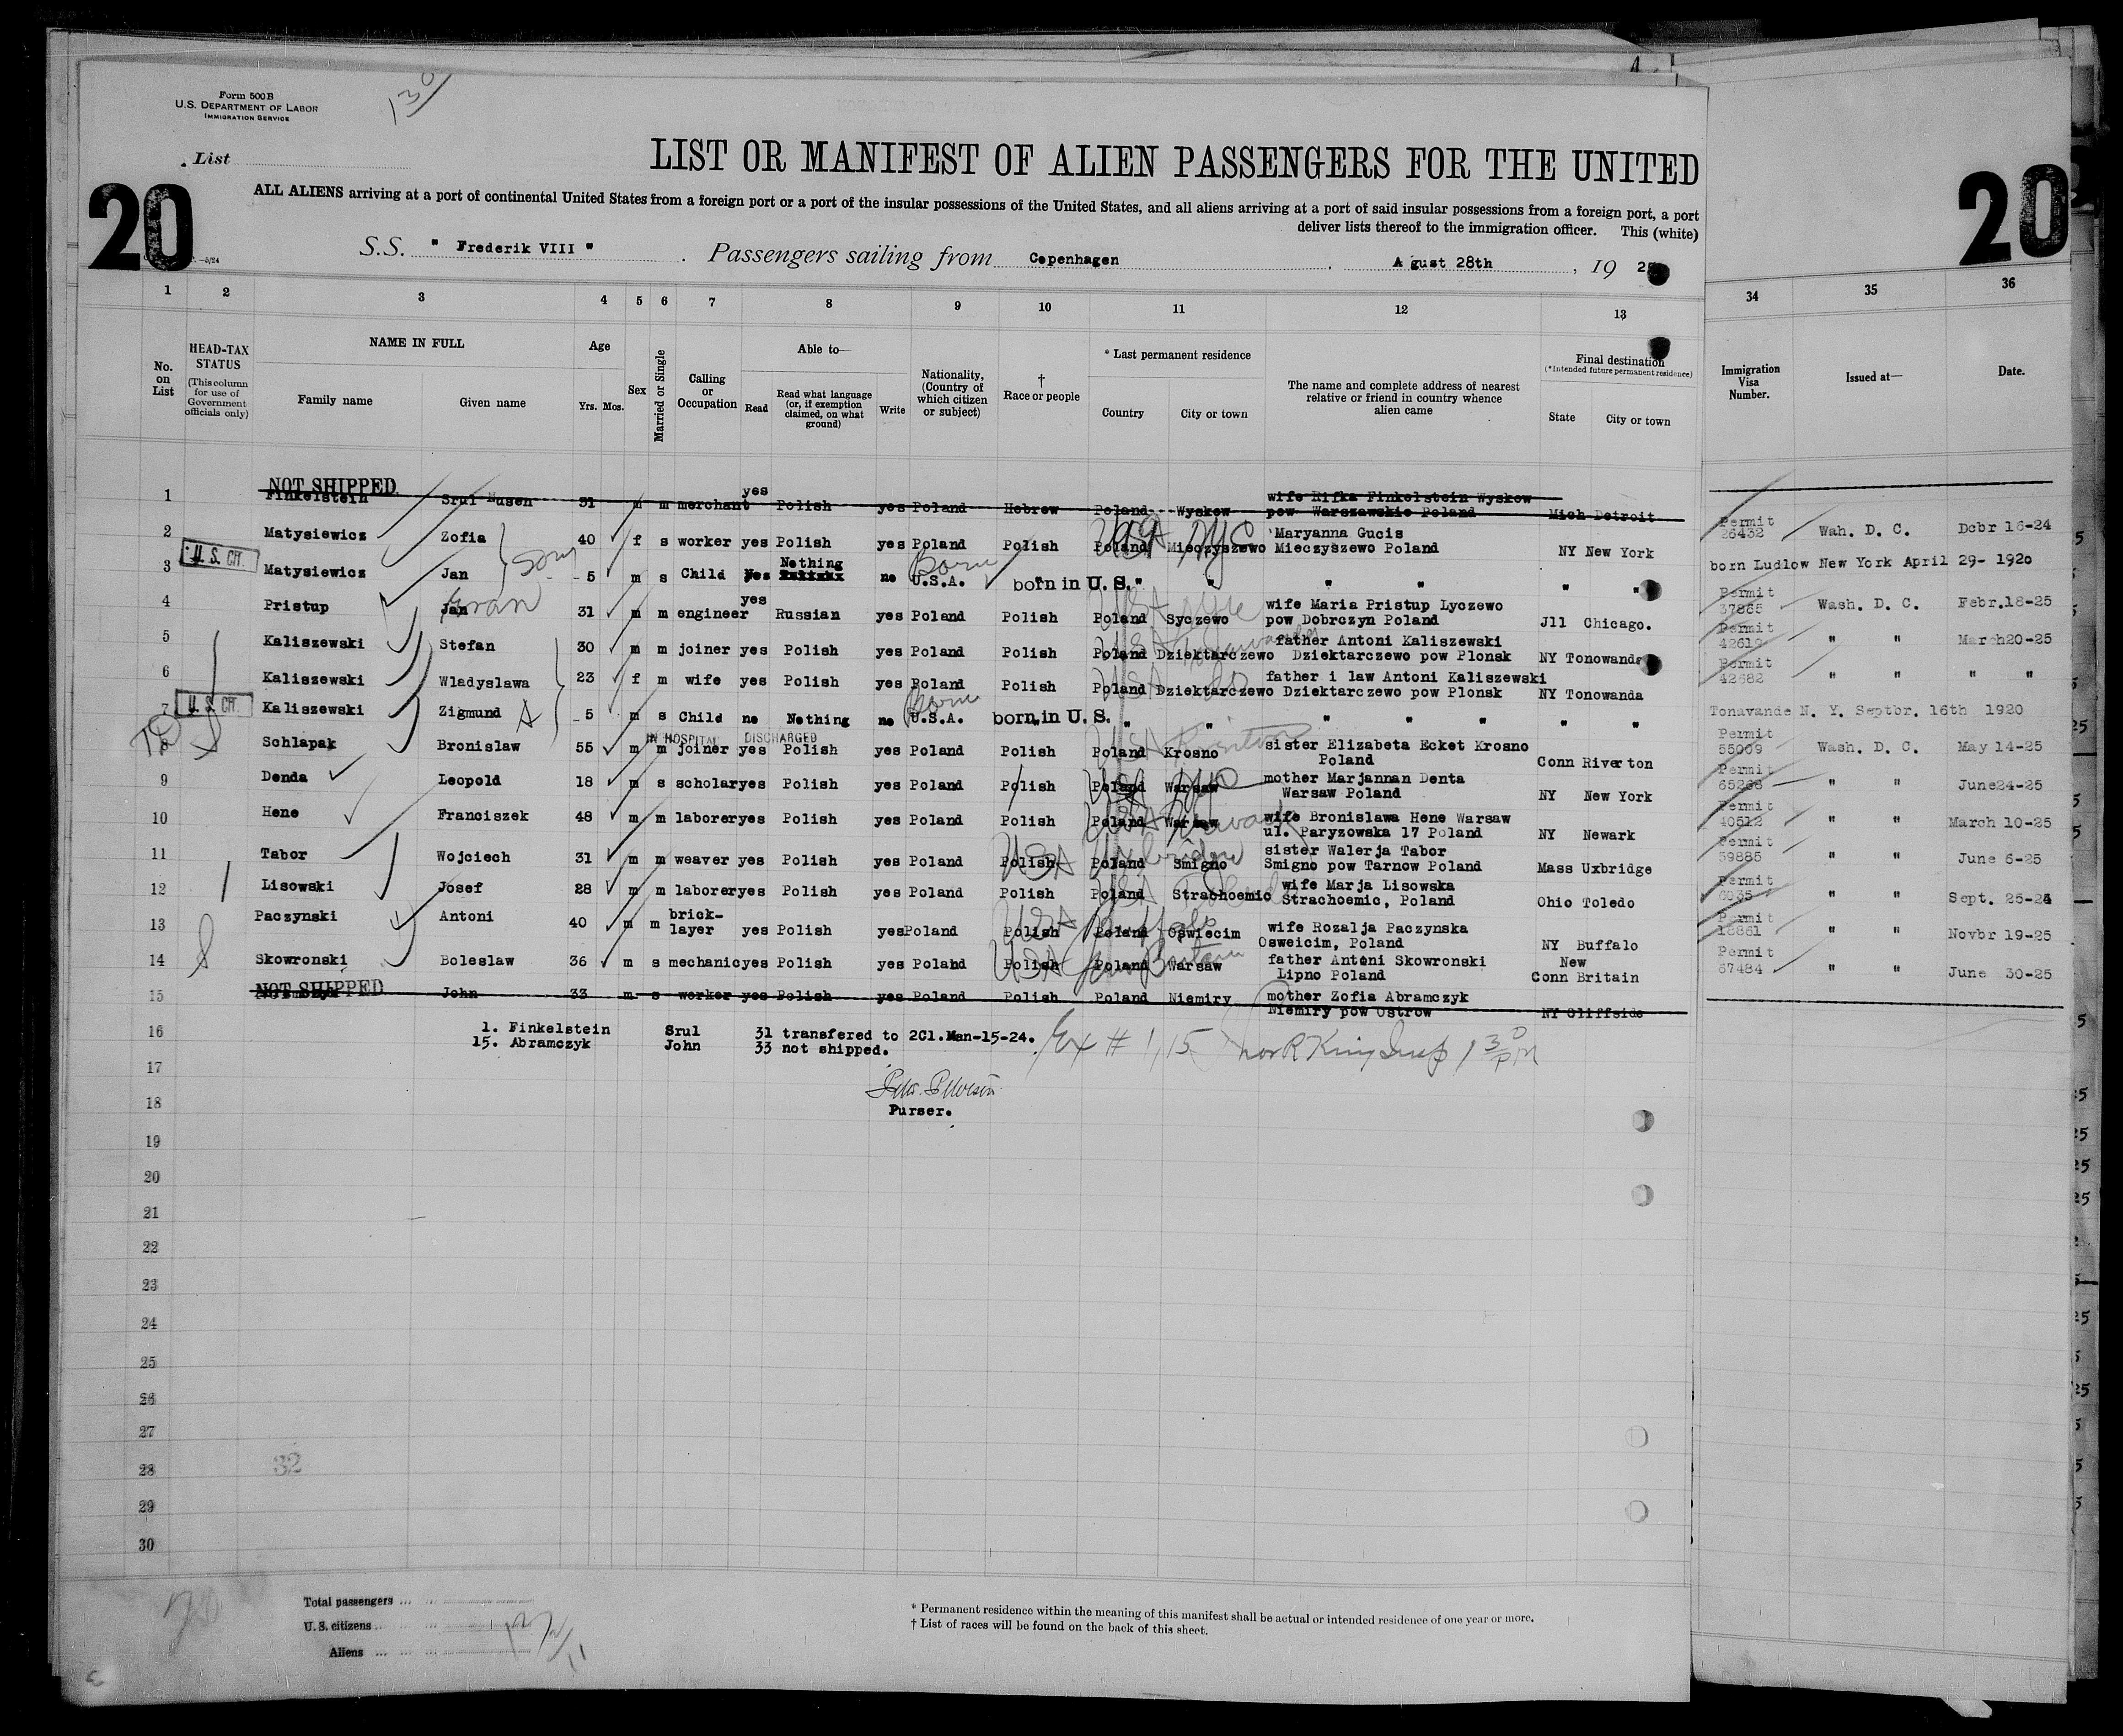 Form 500 B
U.S. DEPARTMENT OF LABOR
IMMIGRATION SERVICE
130
List
20
LIST OR MANIFEST OF ALIEN PASSENGERS FOR THE UNITED
20
ALL ALIENS arriving at a port of continental United States from a foreign port or a port of the insular possessions of the United States, and all aliens arriving at a port of said insular possessions from a foreign port, a port
deliver lists thereof to the immigration officer. This (white)
S.S. " Frederik VIII " . Passengers sailing from Copenhagen , A gust 28th , 19 25
1 2 3 4 5 6 7 8 9 10 11 12 13 34 35 36
No. on List
HEAD-TAX STATUS
(This column for use of Government officials only)
NAME IN FULL
Family name Given name
Age
Yrs. Mos.
Sex
Married or Single
Calling or Occupation
Able to—
Read
Read what language (or, if exemption claimed, on what ground)
Write
Nationality, (Country of which citizen or subject)
† Race or people
* Last permanent residence
Country City or town
The name and complete address of nearest relative or friend in country whence alien came
Final destination
(*Intended future permanent residence)
State City or town
Immigration Visa Number.
Issued at—
Date.
NOT SHIPPED
1 Finkelstein Srul Musen 31 m m merchant yes Polish yes Poland Hebrew Poland Wyskow wife Rifka Finkelstein Wyskow
pow Warszawskie Poland Mich Detroit
2 Matysiewicz Zofia 40 f s worker yes Polish yes Poland Polish Poland Mieczyszewo Maryanna Gucis
Mieczyszewo Poland NY New York Permit 26432 Wah. D. C. Dcbr 16-24
USA NYC
son
U. S. CIT.
3 Matysiewicz Jan 5 m s Child Nothing no U.S.A. born in U. S. " " " " " " born Ludlow New York April 29- 1920
Born
4 Pristup Jan 31 m m engineer yes Russian yes Poland Polish Poland Syczewo wife Maria Pristup Lyczewo
pow Dobrczyn Poland Jll Chicago. Permit 37865 Wash. D. C. Febr.18-25
5 Kaliszewski Stefan 30 m m joiner yes Polish yes Poland Polish Poland Dziektarczewo father Antoni Kaliszewski
Dziektarczewo pow Plonsk NY Tonowanda Permit 42619 " " March20-25
6 Kaliszewski Wladyslawa 23 f m wife yes Polish yes Poland Polish Poland Dziektarczewo father i law Antoni Kaliszewski
Dziektarczewo pow Plonsk NY Tonowanda Permit 42682 " " " "
U. S. CIT.
7 Kaliszewski Zigmund 5 m s Child no Nothing no U.S.A. born in U. S. " " " " " " " Tonavande N. Y. Septbr. 16th 1920
Born
IN HOSPITAL DISCHARGED
8 Schlapak Bronislaw 55 m m joiner yes Polish yes Poland Polish Poland Krosno sister Elizabeta Ecket Krosno
Poland Conn Riverton Permit 55009 Wash. D. C. May 14-25
9 Denda Leopold 18 m s scholar yes Polish yes Poland Polish Poland Warsaw mother Marjannan Denta
Warsaw Poland NY New York Permit 65268 " " June24-25
10 Hene Franciszek 48 m m laborer yes Polish yes Poland Polish Poland Warsaw wife Bronislawa Hene Warsaw
ul. Paryzowska 17 Poland NY Newark Permit 40512 " " March 10-25
11 Tabor Wojciech 31 m m weaver yes Polish yes Poland Polish Poland Smigno sister Walerja Tabor
Smigno pow Tarnow Poland Mass Uxbridge Permit 59885 " " June 6-25
USA Uxbridge
12 Lisowski Josef 28 m m laborer yes Polish yes Poland Polish Poland Strachoemic wife Marja Lisowska
Strachoemic, Poland Ohio Toledo Permit " " Sept. 25-24
13 Paczynski Antoni 40 m m brick-
layer yes Polish yes Poland Polish Poland Oswiecim wife Rozalja Paczynska
Osweicim, Poland NY Buffalo Permit 18861 " " Novbr 19-25
USA Buffalo
14 Skowronski Boleslaw 36 m s mechanic yes Polish yes Poland Polish Poland Warsaw father Antoni Skowronski
Lipno Poland New
Conn Britain Permit 67484 " " June 30-25
USA New Britain
NOT SHIPPED
15 John 33 m s worker yes Polish yes Poland Polish Poland Niemiry mother Zofia Abramczyk
Niemiry pow Ostrow NY Cliffside
16 1. Finkelstein Srul 31 transfered to 2Cl.Man-15-24.
15. Abramczyk John 33 not shipped.
Ex # 1, 15
17
Purser.
18
19
20
21
22
23
24
25
26
27
28
32
29
30
Total passengers
U. S. citizens
Aliens
* Permanent residence within the meaning of this manifest shall be actual or intended residence of one year or more.
† List of races will be found on the back of this sheet.